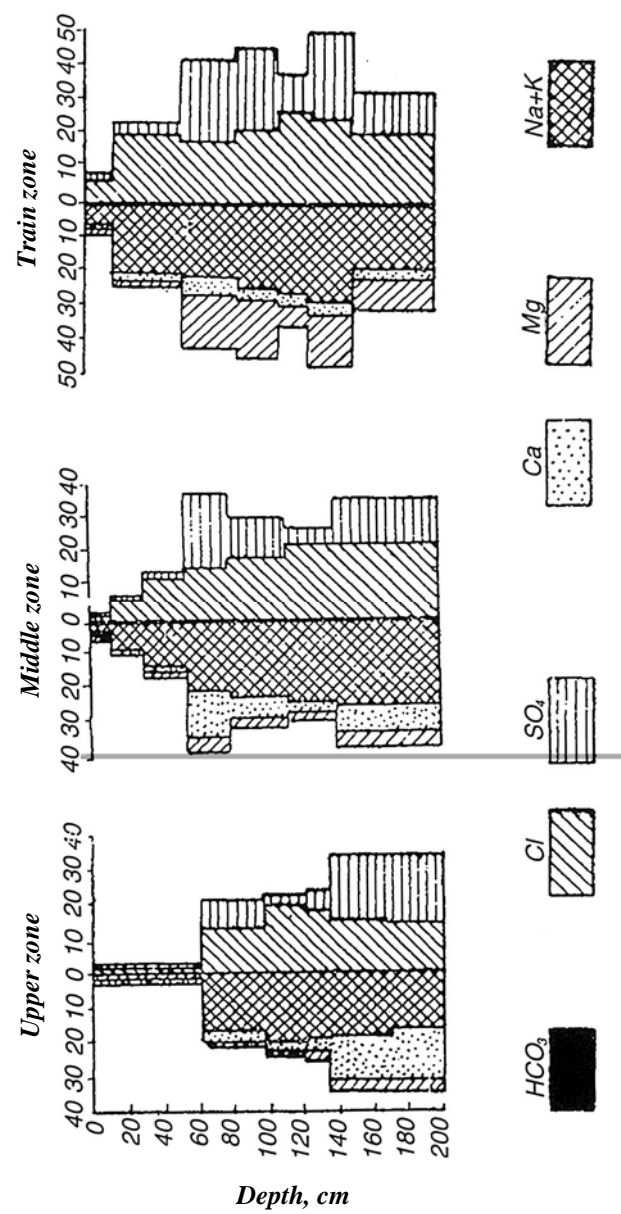 Upper zone
Middle zone
Train zone
40 30 20 10 0 10 20 30 40
40 30 20 10 0 10 20 30 40
50 40 30 20 10 0 10 20 30 40 50
0
20
40
60
80
100
120
140
160
180
200
Depth, cm
HCO₃
Cl
SO₄
Ca
Mg
Na+K